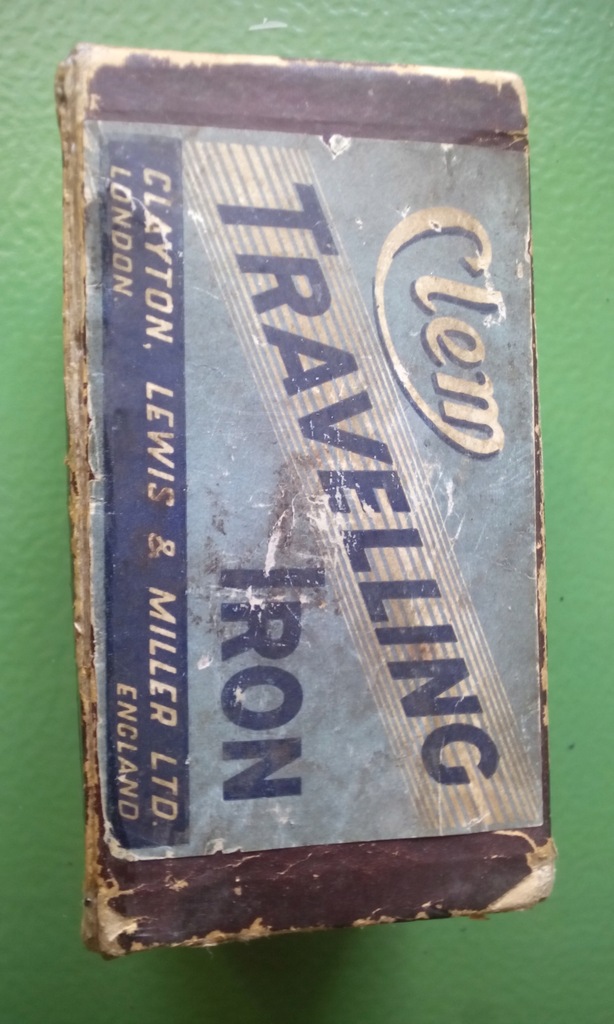 Clem
TRAVELLING
IRON
CLAYTON, LEWIS & MILLER LTD.
LONDON. ENGLAND